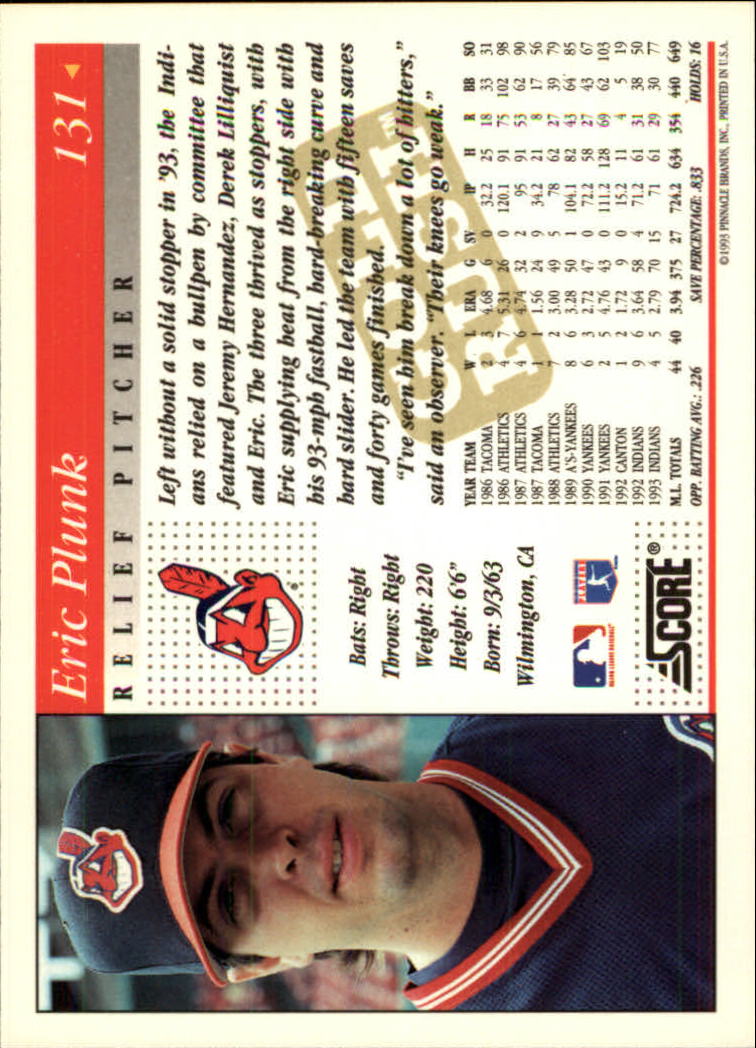 Eric Plunk 131
RELIEF PITCHER
Left without a solid stopper in '93, the Indi-
ans relied on a bullpen by committee that
featured Jeremy Hernandez, Derek Lilliquist
and Eric. The three thrived as stoppers, with
Eric supplying heat from the right side with
his 93-mph fastball, hard-breaking curve and
hard slider. He led the team with fifteen saves
and forty games finished.
"I've seen him break down a lot of hitters,"
said an observer. "Their knees go weak."
Bats: Right
Throws: Right
Weight: 220
Height: 6'6"
Born: 9/3/63
Wilmington, CA
YEAR TEAM W L ERA G SV IP H R BB SO
1986 TACOMA 2 3 4.68 6 0 32.2 25 18 33 31
1986 ATHLETICS 4 7 5.31 26 0 120.1 91 75 102 98
1987 ATHLETICS 4 6 4.74 32 2 95 91 53 62 90
1987 TACOMA 1 1 1.56 24 9 34.2 21 8 17 56
1988 ATHLETICS 7 2 3.00 49 5 78 62 27 39 79
1989 A'S-YANKEES 8 6 3.28 50 1 104.1 82 43 64 85
1990 YANKEES 6 3 2.72 47 0 72.2 58 27 43 67
1991 YANKEES 2 5 4.76 43 0 111.2 128 69 62 103
1992 CANTON 1 2 1.72 9 0 15.2 11 4 5 19
1992 INDIANS 9 6 3.64 58 4 71.2 61 31 38 50
1993 INDIANS 4 5 2.79 70 15 71 61 29 30 77
M.L. TOTALS 44 40 3.94 375 27 724.2 634 354 440 649
OPP. BATTING AVG.: .226 SAVE PERCENTAGE: .833 HOLDS: 16
GOLD
RUSH™
PLAYERS
MAJOR LEAGUE BASEBALL
SCORE®
©1993 PINNACLE BRANDS, INC., PRINTED IN U.S.A.